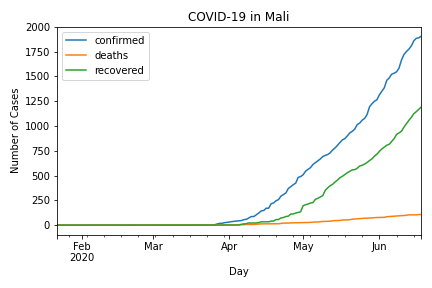 COVID-19 in Mali
confirmed
deaths
recovered
Number of Cases
2000
1750
1500
1250
1000
750
500
250
0
Feb
2020
Mar
Apr
May
Jun
Day